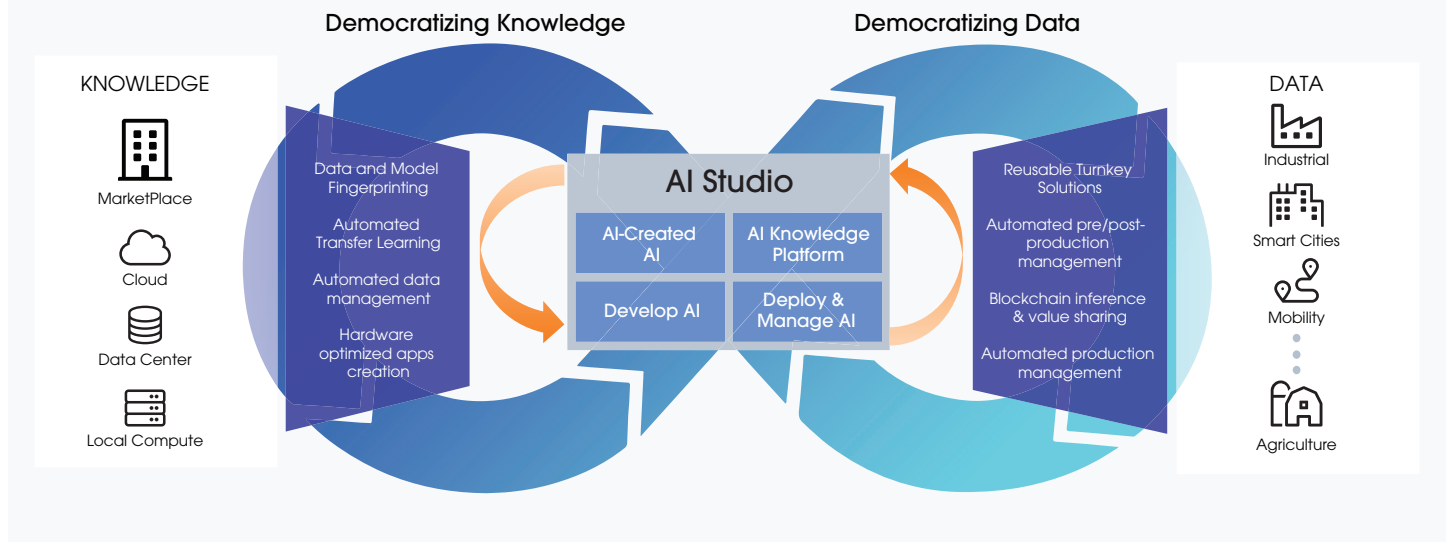 Democratizing Knowledge
Democratizing Data
KNOWLEDGE
MarketPlace
Cloud
Data Center
Local Compute
Data and Model
Fingerprinting
Automated
Transfer Learning
Automated data
management
Hardware
optimized apps
creation
AI Studio
AI-Created
AI
AI Knowledge
Platform
Develop AI
Deploy &
Manage AI
Reusable Turnkey
Solutions
Automated pre/post-
production
management
Blockchain inference
& value sharing
Automated production
management
DATA
Industrial
Smart Cities
Mobility
Agriculture